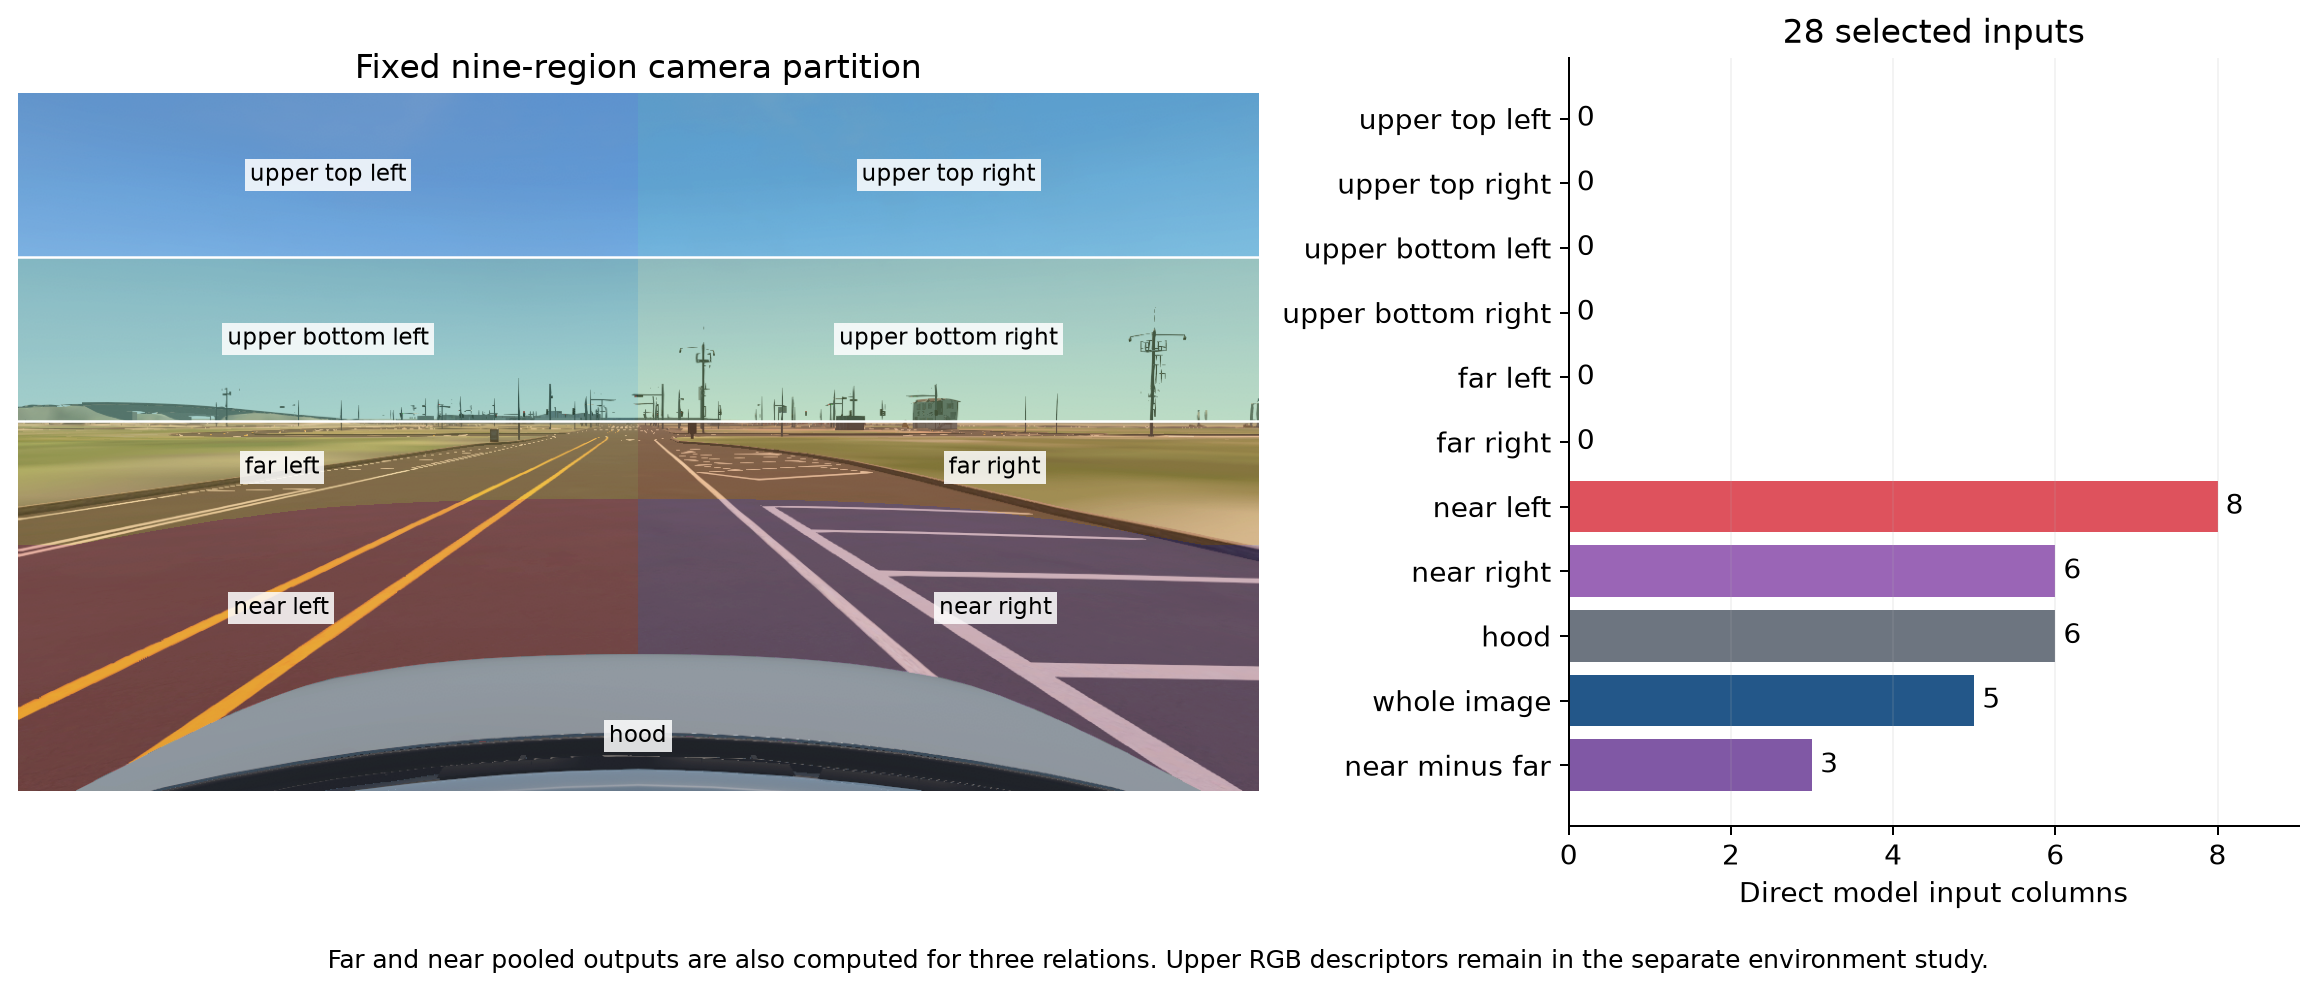 Fixed nine-region camera partition
upper top left
upper top right
upper bottom left
upper bottom right
far left
far right
near left
near right
hood
28 selected inputs
upper top left 0
upper top right 0
upper bottom left 0
upper bottom right 0
far left 0
far right 0
near left 8
near right 6
hood 6
whole image 5
near minus far 3
0 2 4 6 8
Direct model input columns
Far and near pooled outputs are also computed for three relations. Upper RGB descriptors remain in the separate environment study.